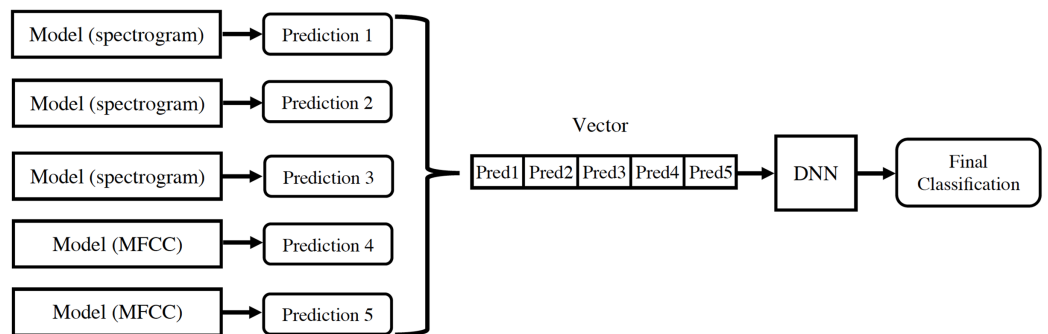 Model (spectrogram)
Prediction 1
Model (spectrogram)
Prediction 2
Model (spectrogram)
Prediction 3
Model (MFCC)
Prediction 4
Model (MFCC)
Prediction 5
Vector
Pred1 Pred2 Pred3 Pred4 Pred5
DNN
Final
Classification